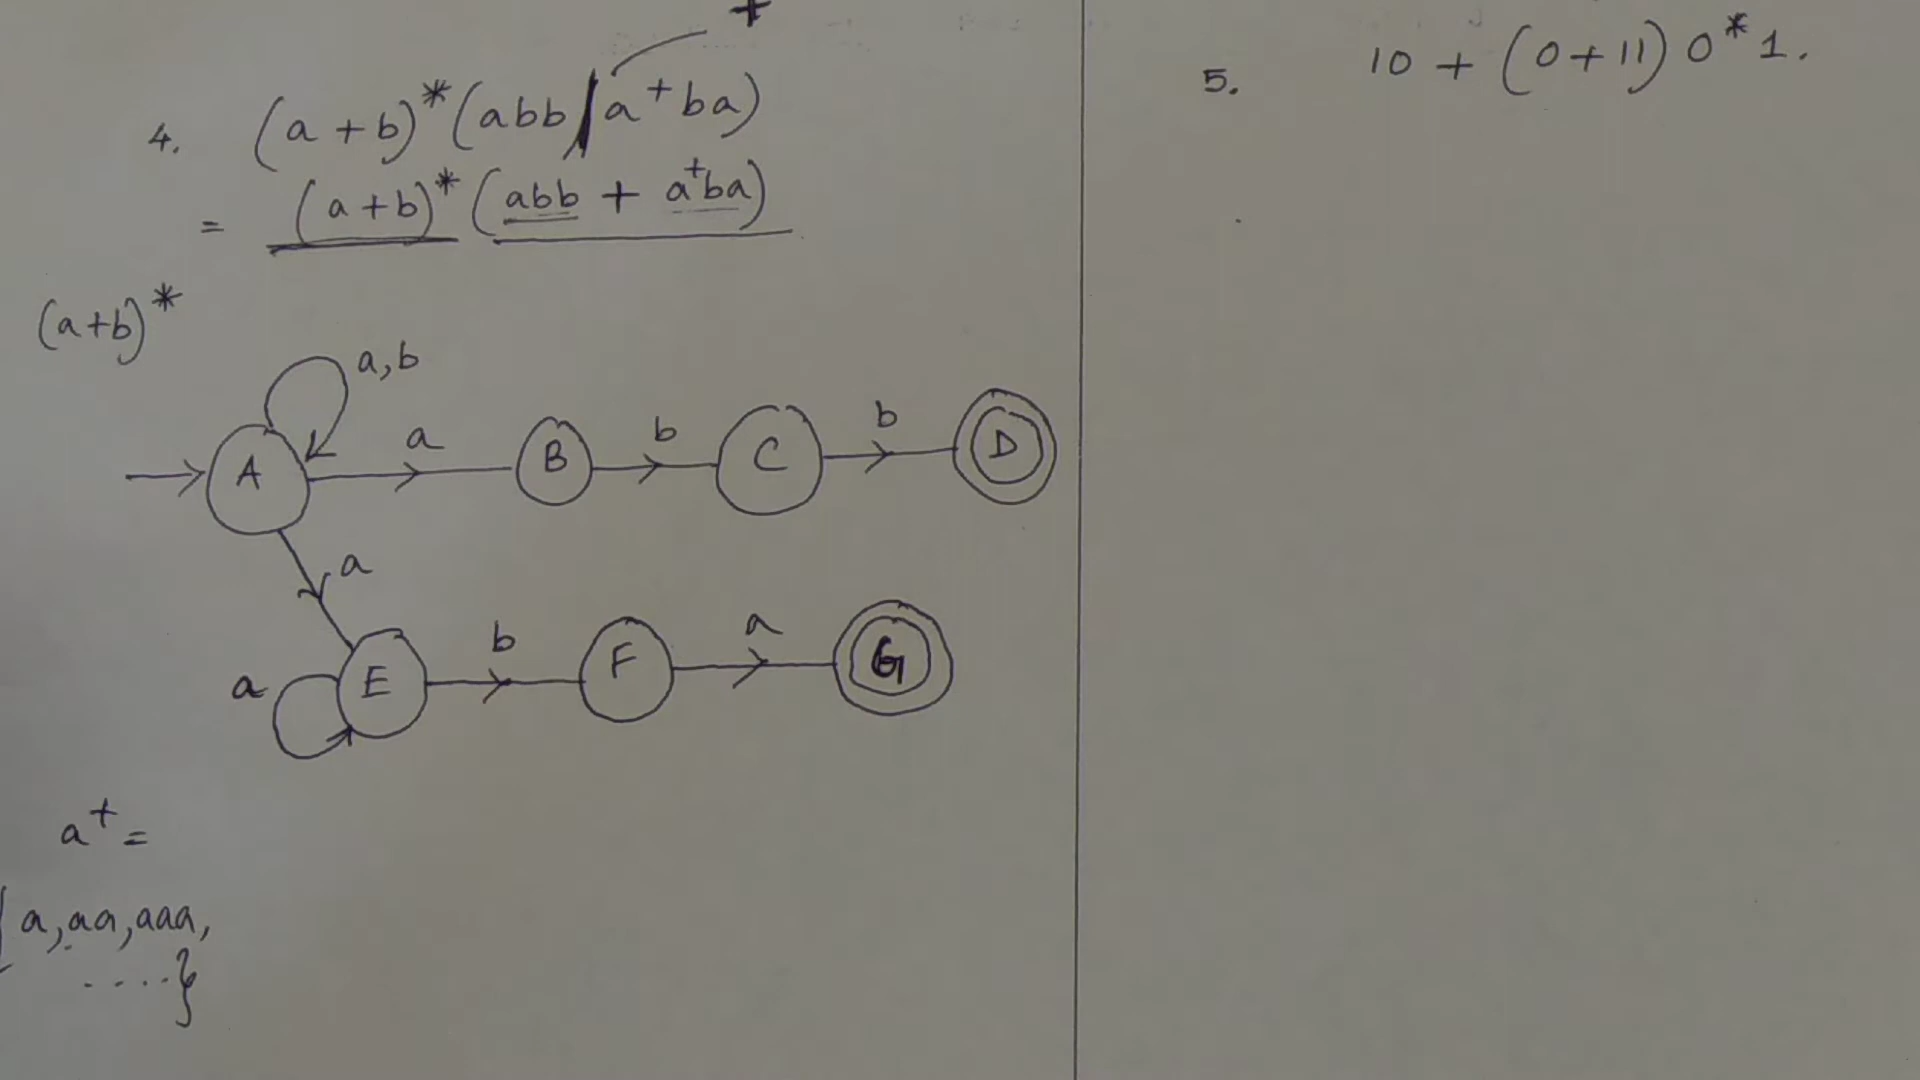 +
4. (a + b)* (abb / a⁺ba)
= (a+b)* (abb + a⁺ba)
(a+b)*
a,b
A
a
B
b
C
b
D
a
a
E
b
F
a
G
a⁺ =
{a, aa, aaa,
....}
5. 10 + (0+11) 0*1.